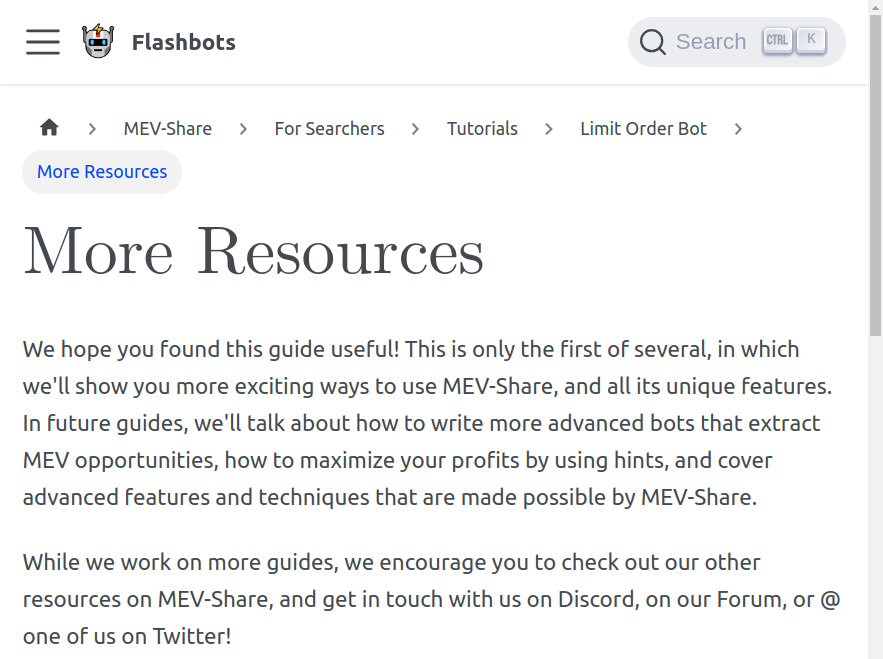 Flashbots
Search CTRL K
MEV-Share For Searchers Tutorials Limit Order Bot
More Resources
More Resources
We hope you found this guide useful! This is only the first of several, in which
we'll show you more exciting ways to use MEV-Share, and all its unique features.
In future guides, we'll talk about how to write more advanced bots that extract
MEV opportunities, how to maximize your profits by using hints, and cover
advanced features and techniques that are made possible by MEV-Share.
While we work on more guides, we encourage you to check out our other
resources on MEV-Share, and get in touch with us on Discord, on our Forum, or @
one of us on Twitter!